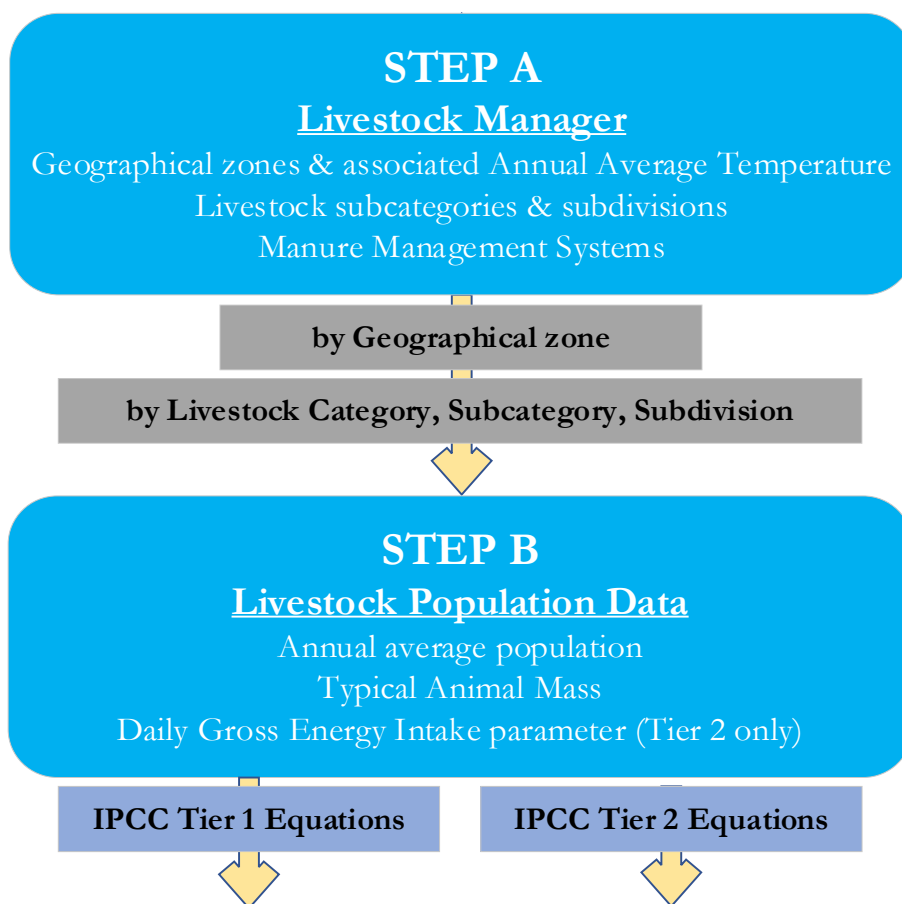 STEP A
Livestock Manager
Geographical zones & associated Annual Average Temperature
Livestock subcategories & subdivisions
Manure Management Systems
by Geographical zone
by Livestock Category, Subcategory, Subdivision
STEP B
Livestock Population Data
Annual average population
Typical Animal Mass
Daily Gross Energy Intake parameter (Tier 2 only)
IPCC Tier 1 Equations
IPCC Tier 2 Equations